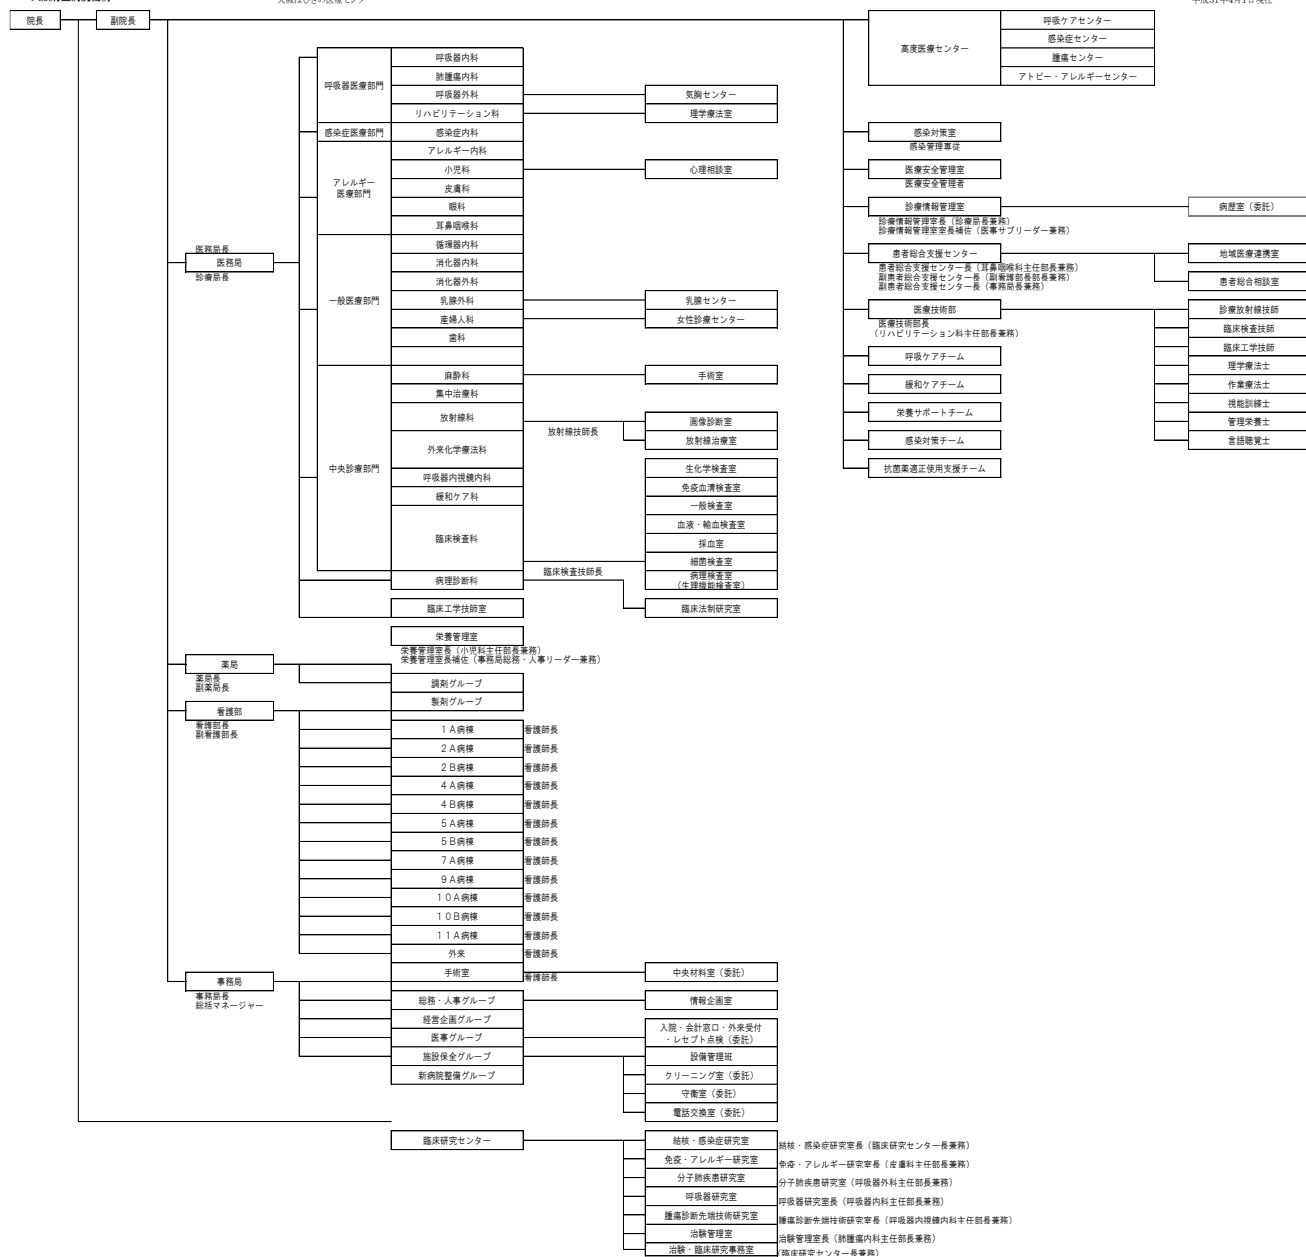 大阪はびきの医療センター
平成31年4月1日現在
院長
副院長
高度医療センター
呼吸ケアセンター
感染症センター
腫瘍センター
アトピー・アレルギーセンター
呼吸器医療部門
呼吸器内科
肺腫瘍内科
呼吸器外科
気胸センター
リハビリテーション科
理学療法室
感染症医療部門
感染症内科
アレルギー
医療部門
アレルギー内科
小児科
心理相談室
皮膚科
眼科
耳鼻咽喉科
医務局長
医務局
診療局長
一般医療部門
循環器内科
消化器内科
消化器外科
乳腺外科
乳腺センター
産婦人科
女性診療センター
歯科
中央診療部門
麻酔科
手術室
集中治療科
放射線科
放射線技師長
画像診断室
放射線治療室
外来化学療法科
呼吸器内視鏡内科
緩和ケア科
臨床検査科
生化学検査室
免疫血清検査室
一般検査室
血液・輸血検査室
採血室
細菌検査室
病理検査室
(生理機能検査室)
臨床検査技師長
病理診断科
臨床法制研究室
臨床工学技師室
栄養管理室
栄養管理室長(小児科主任部長兼務)
栄養管理室長補佐(事務局総務・人事リーダー兼務)
感染対策室
感染管理専従
医療安全管理室
医療安全管理者
診療情報管理室
診療情報管理室長(診療局長兼務)
診療情報管理室室長補佐(医事サブリーダー兼務)
病歴室(委託)
患者総合支援センター
患者総合支援センター長(耳鼻咽喉科主任部長兼務)
副患者総合支援センター長(副看護部長部長兼務)
副患者総合支援センター長(事務局長兼務)
地域医療連携室
患者総合相談室
医療技術部
医療技術部長
(リハビリテーション科主任部長兼務)
診療放射線技師
臨床検査技師
臨床工学技師
理学療法士
作業療法士
視能訓練士
管理栄養士
言語聴覚士
呼吸ケアチーム
緩和ケアチーム
栄養サポートチーム
感染対策チーム
抗菌薬適正使用支援チーム
薬局
薬局長
副薬局長
調剤グループ
製剤グループ
看護部
看護部長
副看護部長
1A病棟 看護師長
2A病棟 看護師長
2B病棟 看護師長
4A病棟 看護師長
4B病棟 看護師長
5A病棟 看護師長
5B病棟 看護師長
7A病棟 看護師長
9A病棟 看護師長
10A病棟 看護師長
10B病棟 看護師長
11A病棟 看護師長
外来 看護師長
手術室 看護師長
中央材料室(委託)
事務局
事務局長
総括マネージャー
総務・人事グループ
情報企画室
経営企画グループ
医事グループ
入院・会計窓口・外来受付
・レセプト点検(委託)
施設保全グループ
設備管理班
新病院整備グループ
クリーニング室(委託)
守衛室(委託)
電話交換室(委託)
臨床研究センター
結核・感染症研究室 結核・感染症研究室長(臨床研究センター長兼務)
免疫・アレルギー研究室 免疫・アレルギー研究室長(皮膚科主任部長兼務)
分子肺疾患研究室 分子肺疾患研究室(呼吸器外科主任部長兼務)
呼吸器研究室 呼吸器研究室長(呼吸器内科主任部長兼務)
腫瘍診断先端技術研究室 腫瘍診断先端技術研究室長(呼吸器内視鏡内科主任部長兼務)
治験管理室 治験管理室長(肺腫瘍内科主任部長兼務)
治験・臨床研究事務室 (臨床研究センター長兼務)